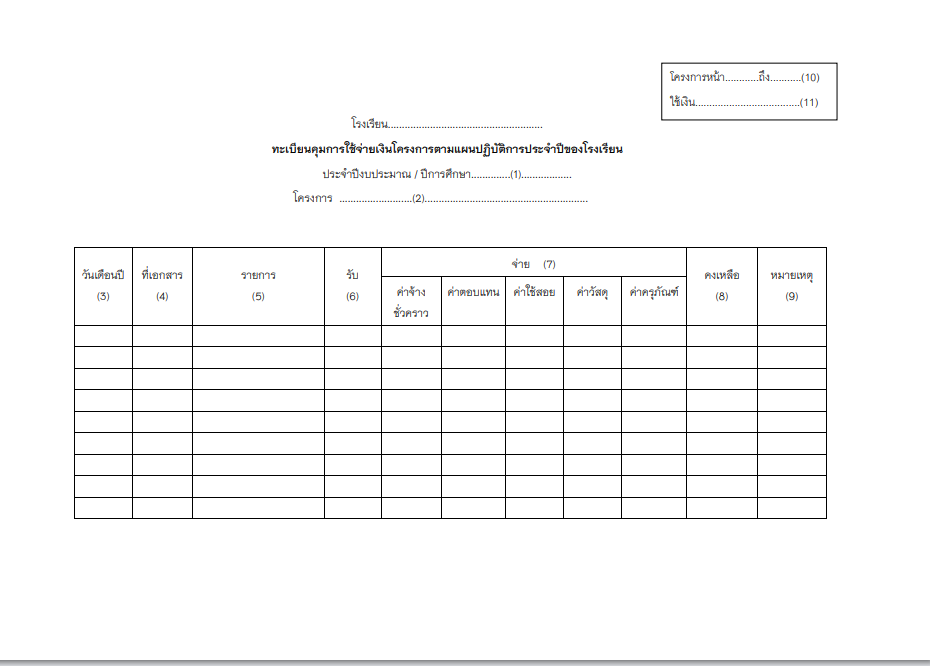 โครงการหน้า............ถึง...........(10)
ใช้เงิน.....................................(11)
โรงเรียน.......................................................
ทะเบียนคุมการใช้จ่ายเงินโครงการตามแผนปฏิบัติการประจำปีของโรงเรียน
ประจำปีงบประมาณ / ปีการศึกษา..............(1)..................
โครงการ ..........................(2)..........................................................
วันเดือนปี ที่เอกสาร รายการ รับ จ่าย (7) คงเหลือ หมายเหตุ
(3) (4) (5) (6) (8) (9)
ค่าจ้าง ค่าตอบแทน ค่าใช้สอย ค่าวัสดุ ค่าครุภัณฑ์
ชั่วคราว